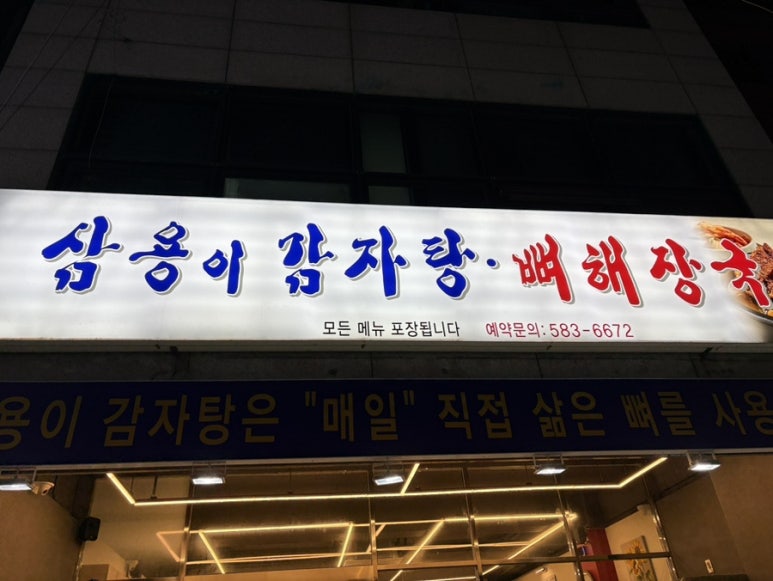 삼용이 감자탕·뼈해장국
모든 메뉴 포장됩니다 예약문의: 583-6672
용이 감자탕은 "매일" 직접 삶은 뼈를 사용